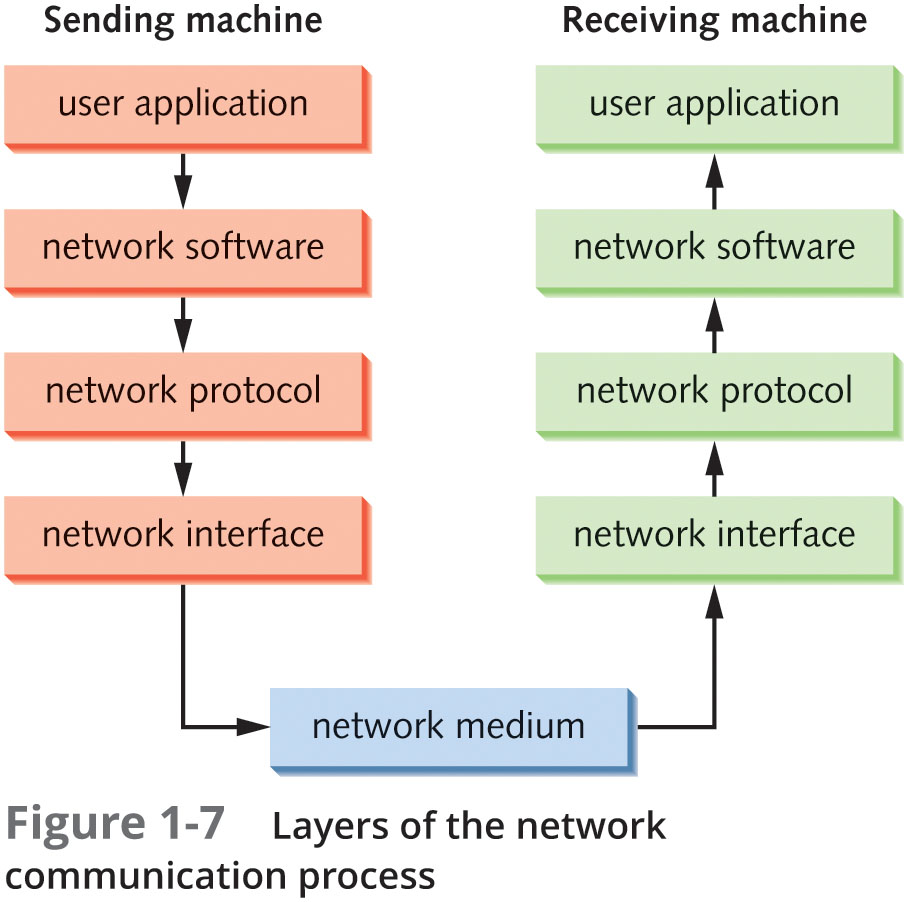 Sending machine
Receiving machine
user application
user application
network software
network software
network protocol
network protocol
network interface
network interface
network medium
Figure 1-7 Layers of the network
communication process